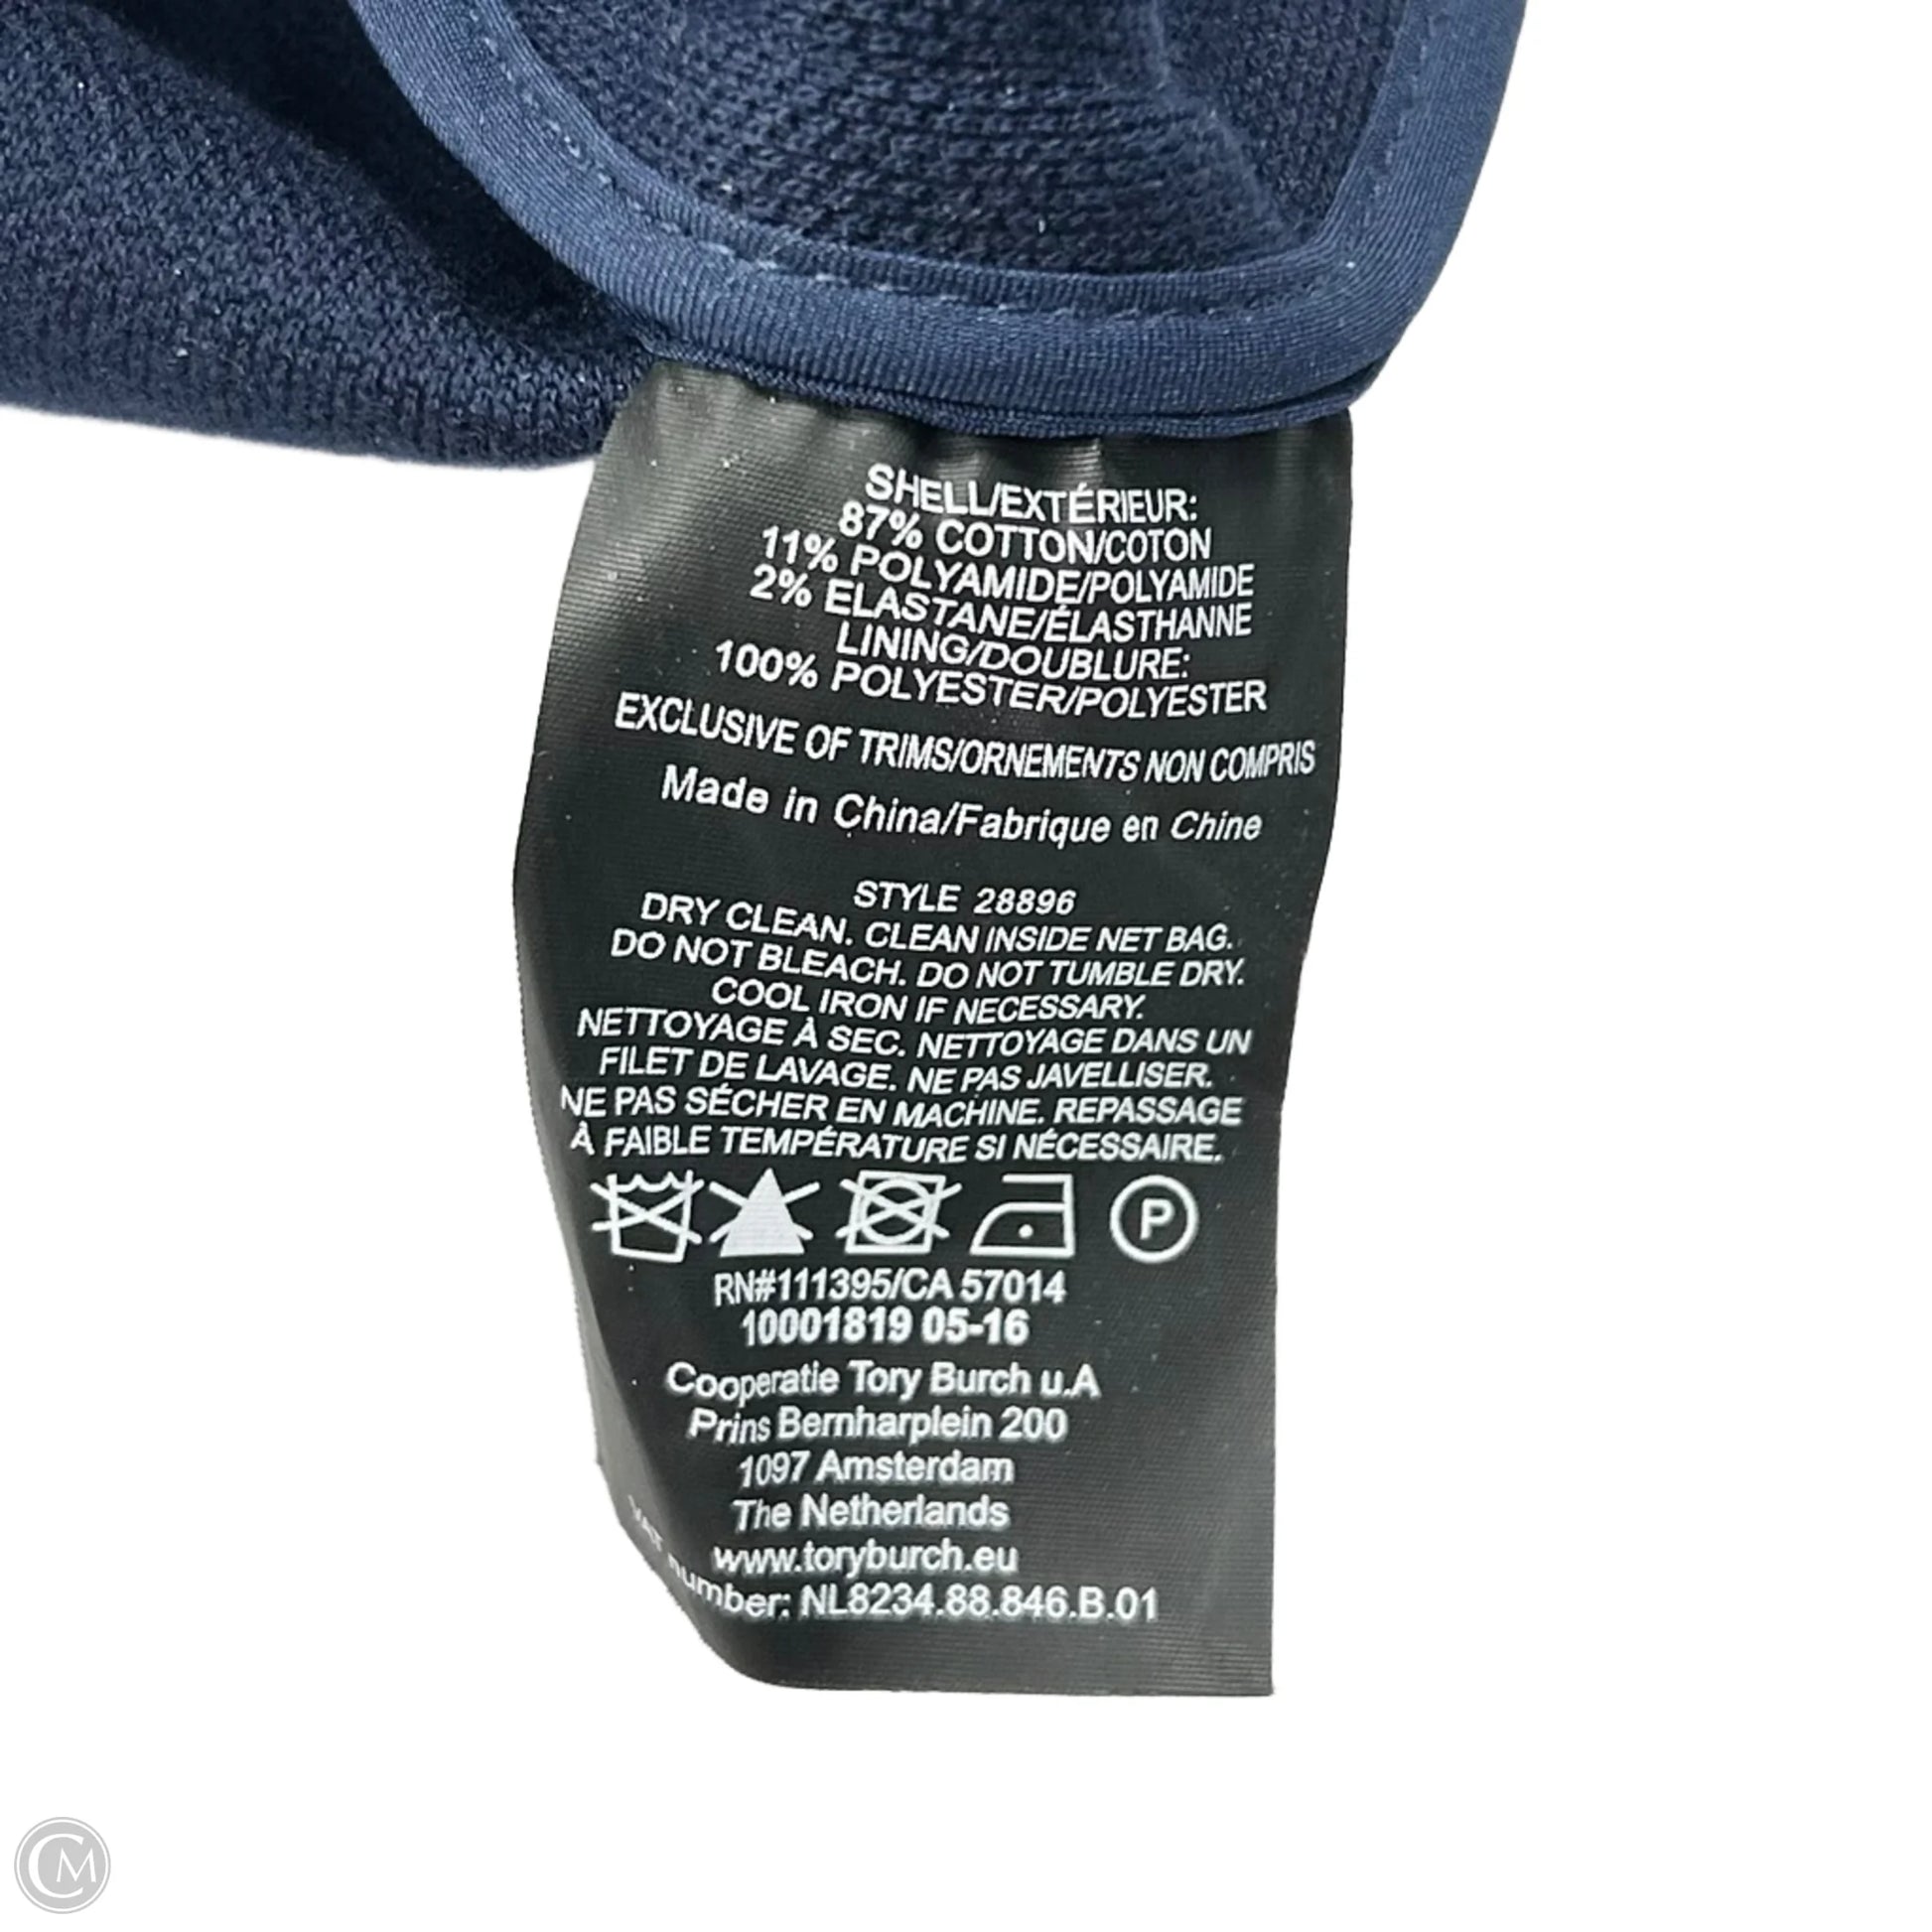 SHELL/EXTÉRIEUR:
87% COTTON/COTON
11% POLYAMIDE/POLYAMIDE
2% ELASTANE/ÉLASTHANNE
LINING/DOUBLURE:
100% POLYESTER/POLYESTER
EXCLUSIVE OF TRIMS/ORNEMENTS NON COMPRIS
Made in China/Fabrique en Chine
STYLE 28896
DRY CLEAN. CLEAN INSIDE NET BAG.
DO NOT BLEACH. DO NOT TUMBLE DRY.
COOL IRON IF NECESSARY.
NETTOYAGE À SEC. NETTOYAGE DANS UN
FILET DE LAVAGE. NE PAS JAVELLISER.
NE PAS SÉCHER EN MACHINE. REPASSAGE
À FAIBLE TEMPÉRATURE SI NÉCESSAIRE.
P
RN#111395/CA 57014
10001819 05-16
Cooperatie Tory Burch u.A
Prins Bernharplein 200
1097 Amsterdam
The Netherlands
www.toryburch.eu
VAT number: NL8234.88.846.B.01
CM